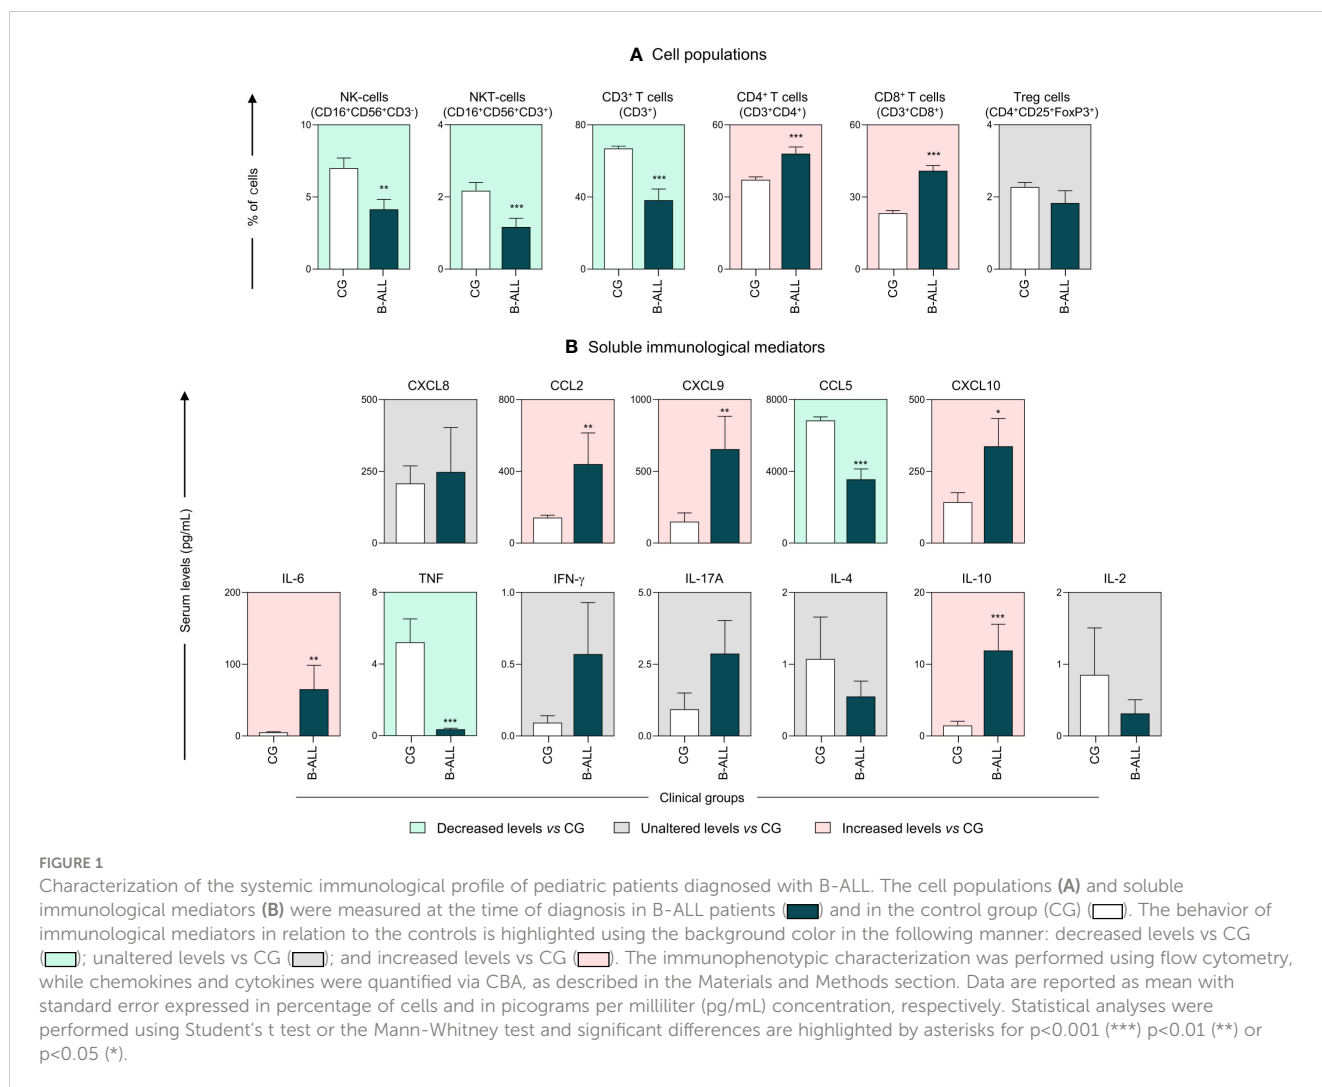 A Cell populations
NK-cells
(CD16⁺CD56⁺CD3⁻)
NKT-cells
(CD16⁺CD56⁺CD3⁺)
CD3⁺ T cells
(CD3⁺)
CD4⁺ T cells
(CD3⁺CD4⁺)
CD8⁺ T cells
(CD3⁺CD8⁺)
Treg cells
(CD4⁺CD25⁺FoxP3⁺)
% of cells
10
5
0
**
CG
B-ALL
4
2
0
***
CG
B-ALL
80
40
0
***
CG
B-ALL
60
30
0
***
CG
B-ALL
60
30
0
***
CG
B-ALL
4
2
0
CG
B-ALL
B Soluble immunological mediators
Serum levels (pg/mL)
CXCL8
500
250
0
CCL2
800
400
0
**
CXCL9
1000
500
0
**
CCL5
8000
4000
0
***
CXCL10
500
250
0
*
IL-6
200
100
0
**
CG
B-ALL
TNF
8
4
0
***
CG
B-ALL
IFN-γ
1.0
0.5
0.0
CG
B-ALL
IL-17A
5.0
2.5
0.0
CG
B-ALL
IL-4
2
1
0
CG
B-ALL
IL-10
20
10
0
***
CG
B-ALL
IL-2
2
1
0
CG
B-ALL
Clinical groups
Decreased levels vs CG
Unaltered levels vs CG
Increased levels vs CG
FIGURE 1
Characterization of the systemic immunological profile of pediatric patients diagnosed with B-ALL. The cell populations (A) and soluble
immunological mediators (B) were measured at the time of diagnosis in B-ALL patients ( ) and in the control group (CG) ( ). The behavior of
immunological mediators in relation to the controls is highlighted using the background color in the following manner: decreased levels vs CG
( ); unaltered levels vs CG ( ); and increased levels vs CG ( ). The immunophenotypic characterization was performed using flow cytometry,
while chemokines and cytokines were quantified via CBA, as described in the Materials and Methods section. Data are reported as mean with
standard error expressed in percentage of cells and in picograms per milliliter (pg/mL) concentration, respectively. Statistical analyses were
performed using Student's t test or the Mann-Whitney test and significant differences are highlighted by asterisks for p<0.001 (***) p<0.01 (**) or
p<0.05 (*).